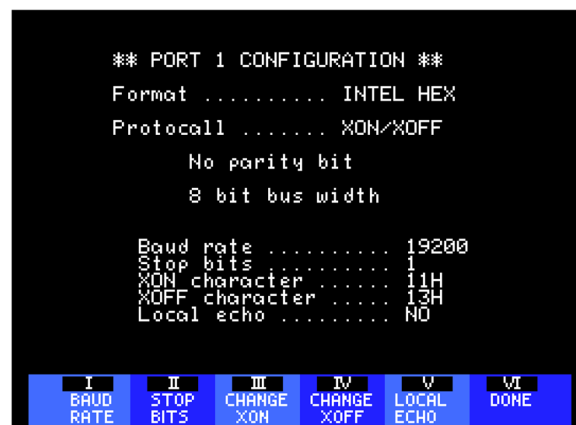 ** PORT 1 CONFIGURATION **
Format .......... INTEL HEX
Protocall ....... XON/XOFF
No parity bit
8 bit bus width
Baud rate .......... 19200
Stop bits .......... 1
XON character ...... 11H
XOFF character ..... 13H
Local echo ......... NO
I II III IV V VI
BAUD STOP CHANGE CHANGE LOCAL DONE
RATE BITS XON XOFF ECHO